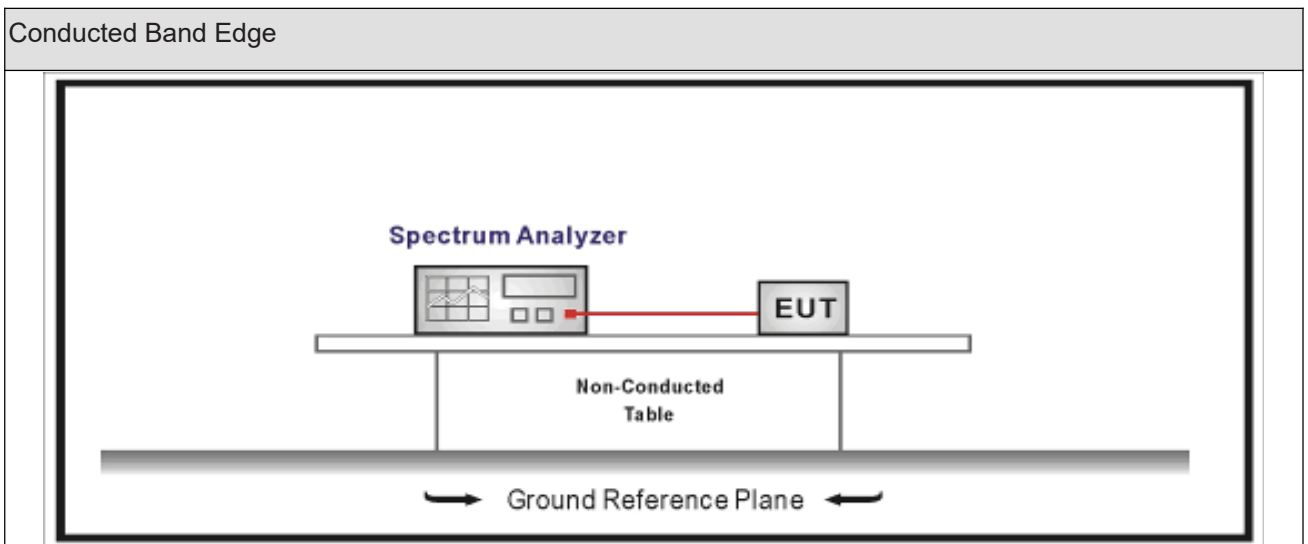 Conducted Band Edge
Spectrum Analyzer
EUT
Non-Conducted
Table
Ground Reference Plane